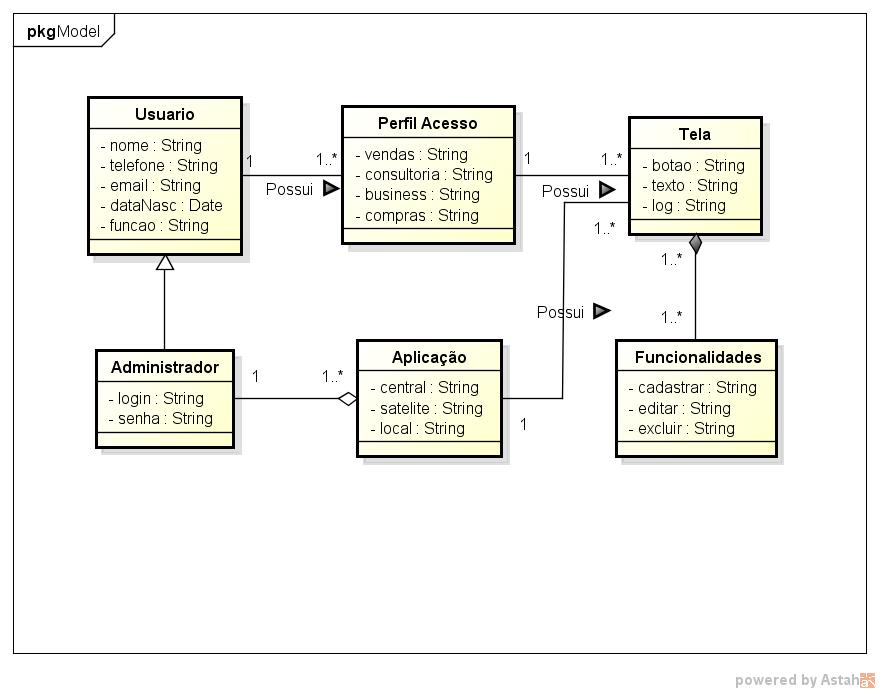 pkg Model
Usuario
- nome : String
- telefone : String
- email : String
- dataNasc : Date
- funcao : String
1
1..*
Possui
Perfil Acesso
- vendas : String
- consultoria : String
- business : String
- compras : String
1
1..*
Possui
Tela
- botao : String
- texto : String
- log : String
1..*
1..*
Possui
1..*
Administrador
- login : String
- senha : String
1
1..*
Aplicação
- central : String
- satelite : String
- local : String
1
Funcionalidades
- cadastrar : String
- editar : String
- excluir : String
powered by Astah